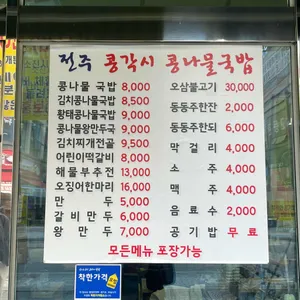 전주 콩각시 콩나물국밥
콩나물 국밥 8,000
김치콩나물국밥 8,500
황태콩나물국밥 9,000
콩나물왕만두국 9,000
김치찌개전골 9,500
어린이떡갈비 8,000
해물부추전 13,000
오징어한마리 16,000
만두 5,000
갈비만두 6,000
왕만두 7,000
오삼불고기 30,000
동동주한잔 2,000
동동주한되 6,000
막걸리 4,000
소주 4,000
맥주 4,000
음료수 2,000
공기밥 무료
모든메뉴 포장가능
착한가격